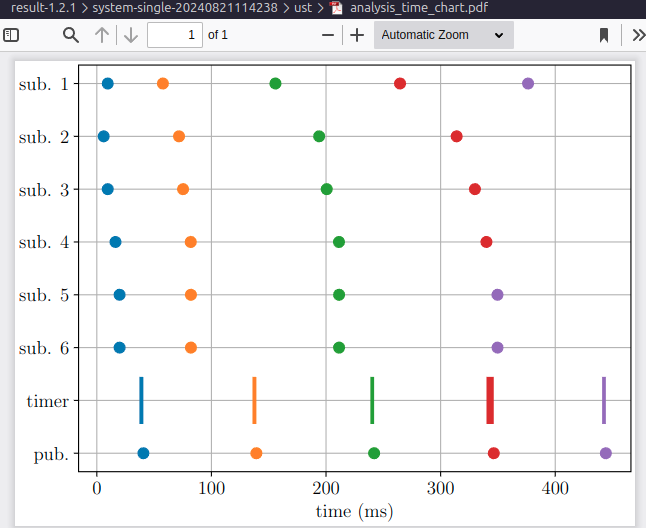 result-1.2.1 > system-single-20240821114238 > ust > analysis_time_chart.pdf
1 of 1 Automatic Zoom
sub. 1
sub. 2
sub. 3
sub. 4
sub. 5
sub. 6
timer
pub.
0 100 200 300 400
time (ms)